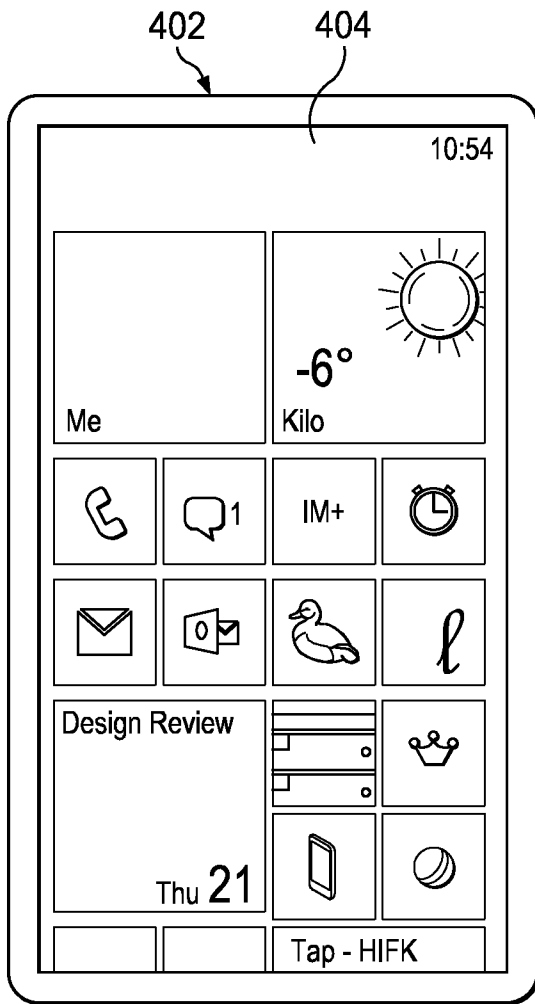 402 404
10:54
-6°
Me Kilo
1 IM+
O ℓ
Design Review
Thu 21
Tap - HIFK